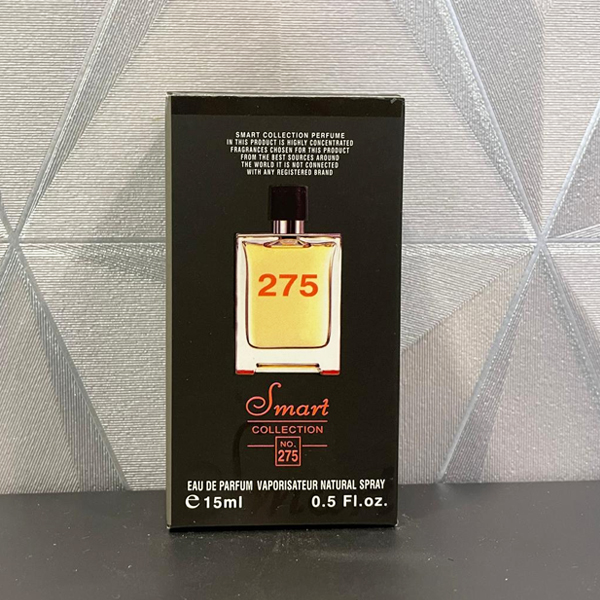 SMART COLLECTION PERFUME
IN THIS PRODUCT IS HIGHLY CONCENTRATED
FRAGRANCES CHOSEN FOR THIS PRODUCT
FROM THE BEST SOURCES AROUND
THE WORLD IT IS NOT CONNECTED
WITH ANY REGISTERED BRAND
275
Smart
COLLECTION
NO.
275
EAU DE PARFUM VAPORISATEUR NATURAL SPRAY
℮15ml 0.5 Fl.oz.